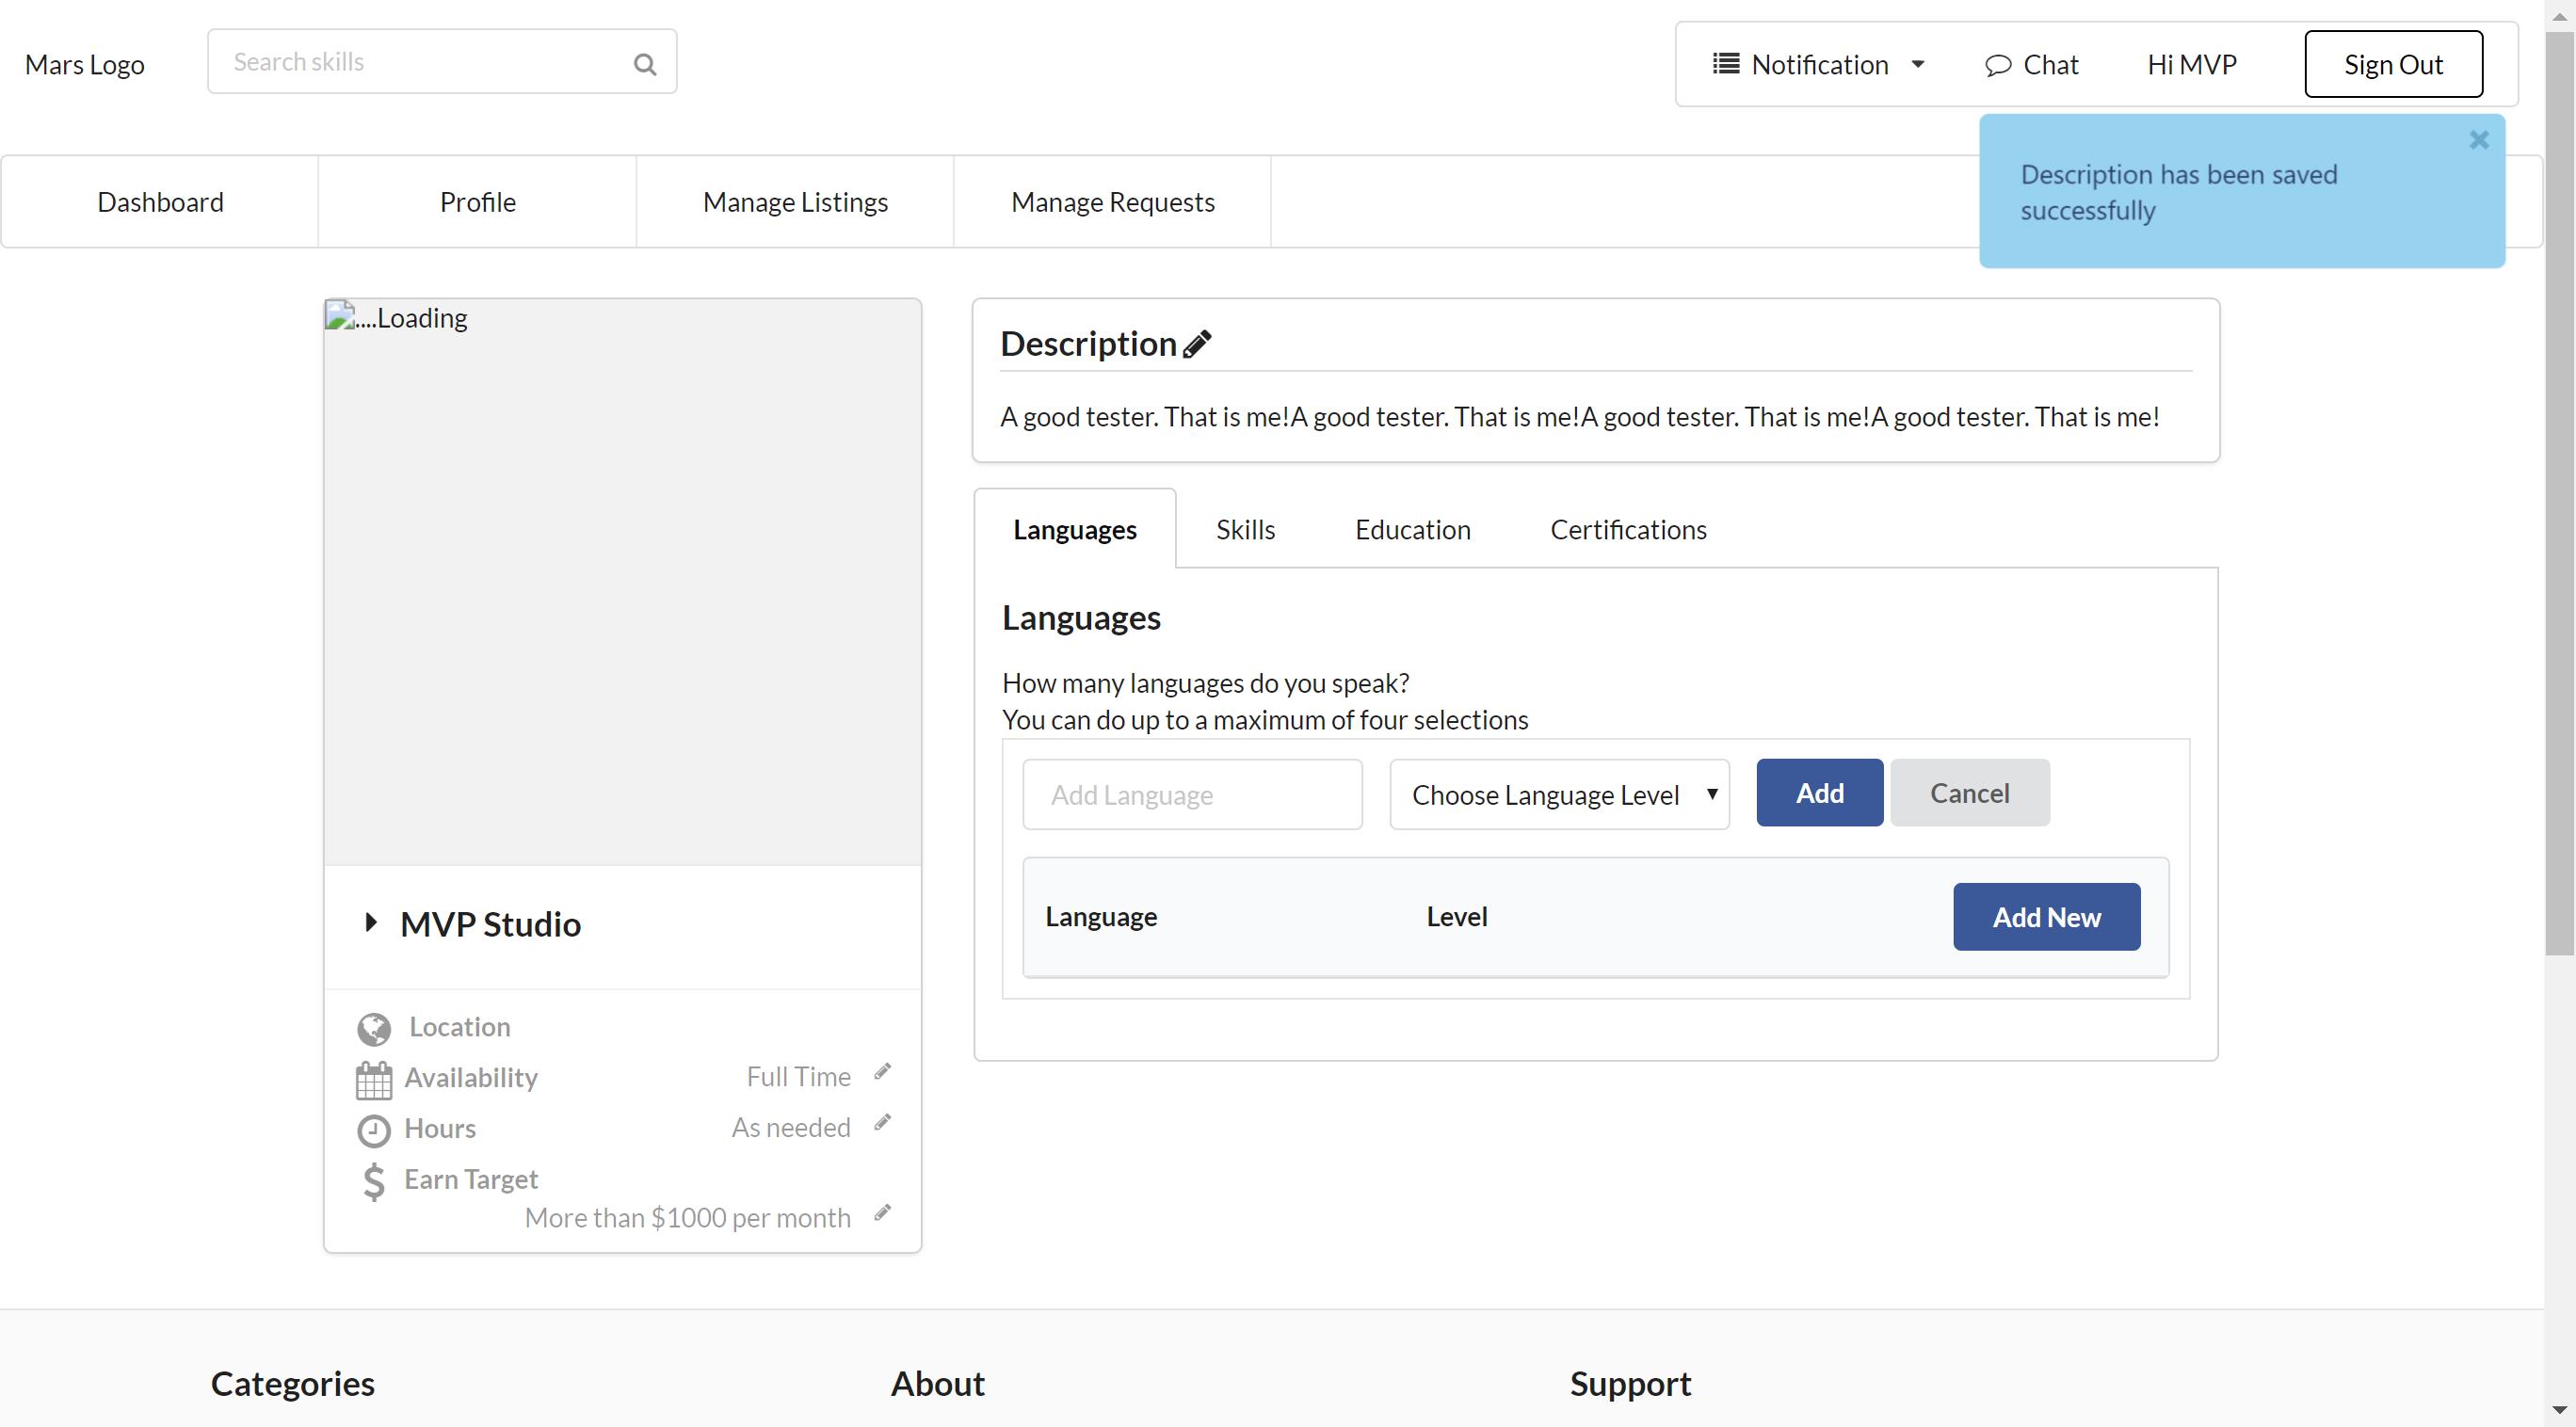 Mars Logo
Search skills
Notification
Chat
Hi MVP
Sign Out
Description has been saved
successfully
Dashboard
Profile
Manage Listings
Manage Requests
....Loading
MVP Studio
Location
Availability
Full Time
Hours
As needed
Earn Target
More than $1000 per month
Description
A good tester. That is me!A good tester. That is me!A good tester. That is me!A good tester. That is me!
Languages
Skills
Education
Certifications
Languages
How many languages do you speak?
You can do up to a maximum of four selections
Add Language
Choose Language Level
Add
Cancel
Language
Level
Add New
Categories
About
Support